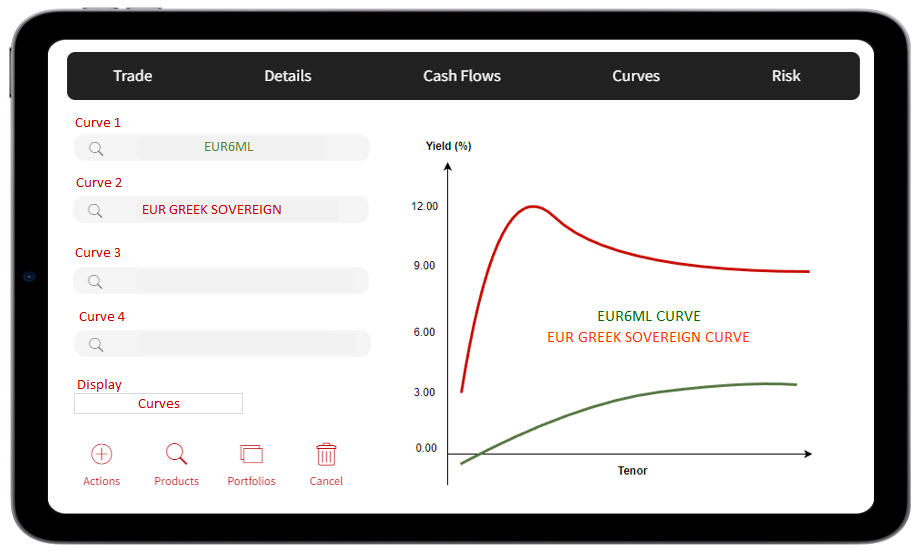 Trade Details Cash Flows Curves Risk
Curve 1
EUR6ML
Curve 2
EUR GREEK SOVEREIGN
Curve 3
Curve 4
Display
Curves
Actions Products Portfolios Cancel
Yield (%)
12.00
9.00
6.00
3.00
0.00
EUR6ML CURVE
EUR GREEK SOVEREIGN CURVE
Tenor